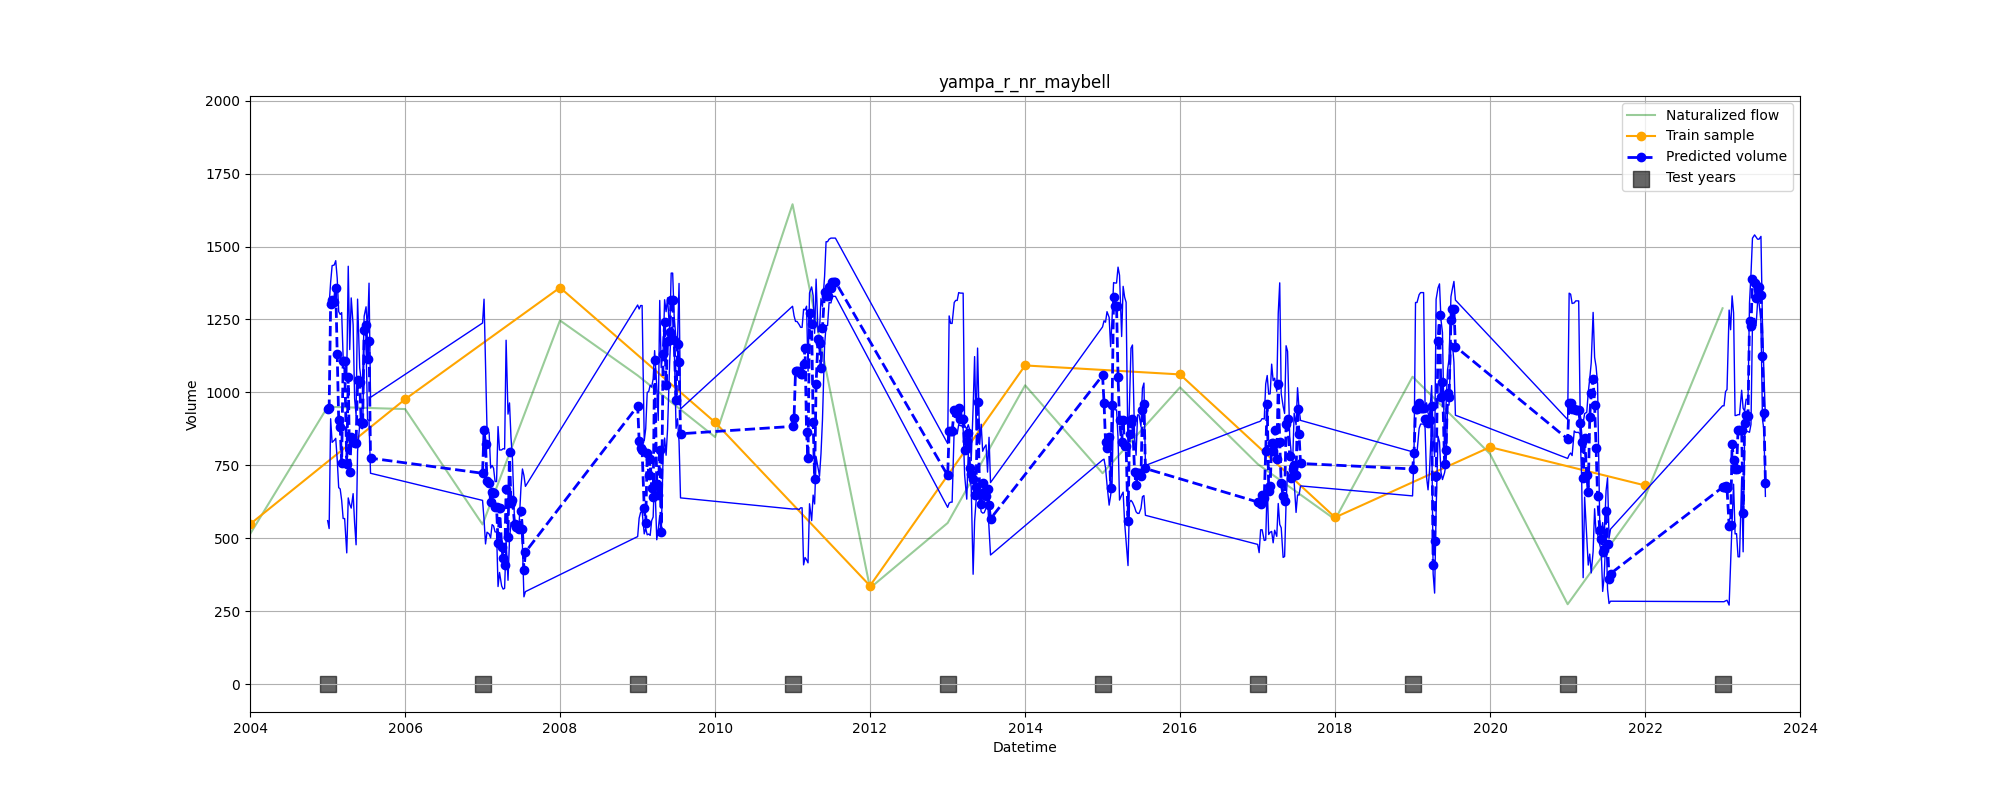 yampa_r_nr_maybell
Naturalized flow
Train sample
Predicted volume
Test years
2000
1750
1500
1250
1000
750
500
250
0
Volume
2004 2006 2008 2010 2012 2014 2016 2018 2020 2022 2024
Datetime